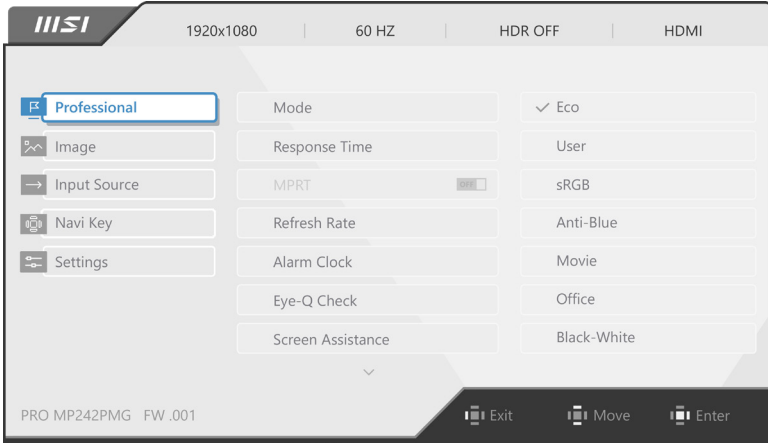 msi
1920x1080 60 HZ HDR OFF HDMI
Professional Mode Eco
Image Response Time User
Input Source MPRT OFF sRGB
Navi Key Refresh Rate Anti-Blue
Settings Alarm Clock Movie
Eye-Q Check Office
Screen Assistance Black-White
PRO MP242PMG FW .001 Exit Move Enter